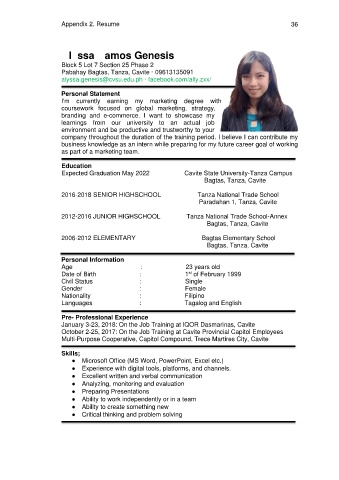 Appendix 2. Resume
36
l ssa amos Genesis
Block 5 Lot 7 Section 25 Phase 2
Pabahay Bagtas, Tanza, Cavite · 09613135091
alyssa.genesis@cvsu.edu.ph · facebook.com/ally.zxx/
Personal Statement
I'm currently earning my marketing degree with
coursework focused on global marketing, strategy,
branding and e-commerce. I want to showcase my
learnings from our university to an actual job
environment and be productive and trustworthy to your
company throughout the duration of the training period. I believe I can contribute my
business knowledge as an intern while preparing for my future career goal of working
as part of a marketing team.
Education
Expected Graduation May 2022 Cavite State University-Tanza Campus
Bagtas, Tanza, Cavite
2016-2018 SENIOR HIGHSCHOOL Tanza National Trade School
Paradahan 1, Tanza, Cavite
2012-2016 JUNIOR HIGHSCHOOL Tanza National Trade School-Annex
Bagtas, Tanza, Cavite
2006-2012 ELEMENTARY Bagtas Elementary School
Bagtas, Tanza, Cavite
Personal Information
Age : 23 years old
Date of Birth : 1st of February 1999
Civil Status : Single
Gender : Female
Nationality : Filipino
Languages : Tagalog and English
Pre- Professional Experience
January 3-23, 2018: On the Job Training at IQOR Dasmarinas, Cavite
October 2-25, 2017: On the Job Training at Cavite Provincial Capitol Employees
Multi-Purpose Cooperative, Capitol Compound, Trece Martires City, Cavite
Skills;
● Microsoft Office (MS Word, PowerPoint, Excel etc.)
● Experience with digital tools, platforms, and channels.
● Excellent written and verbal communication
● Analyzing, monitoring and evaluation
● Preparing Presentations
● Ability to work independently or in a team
● Ability to create something new
● Critical thinking and problem solving